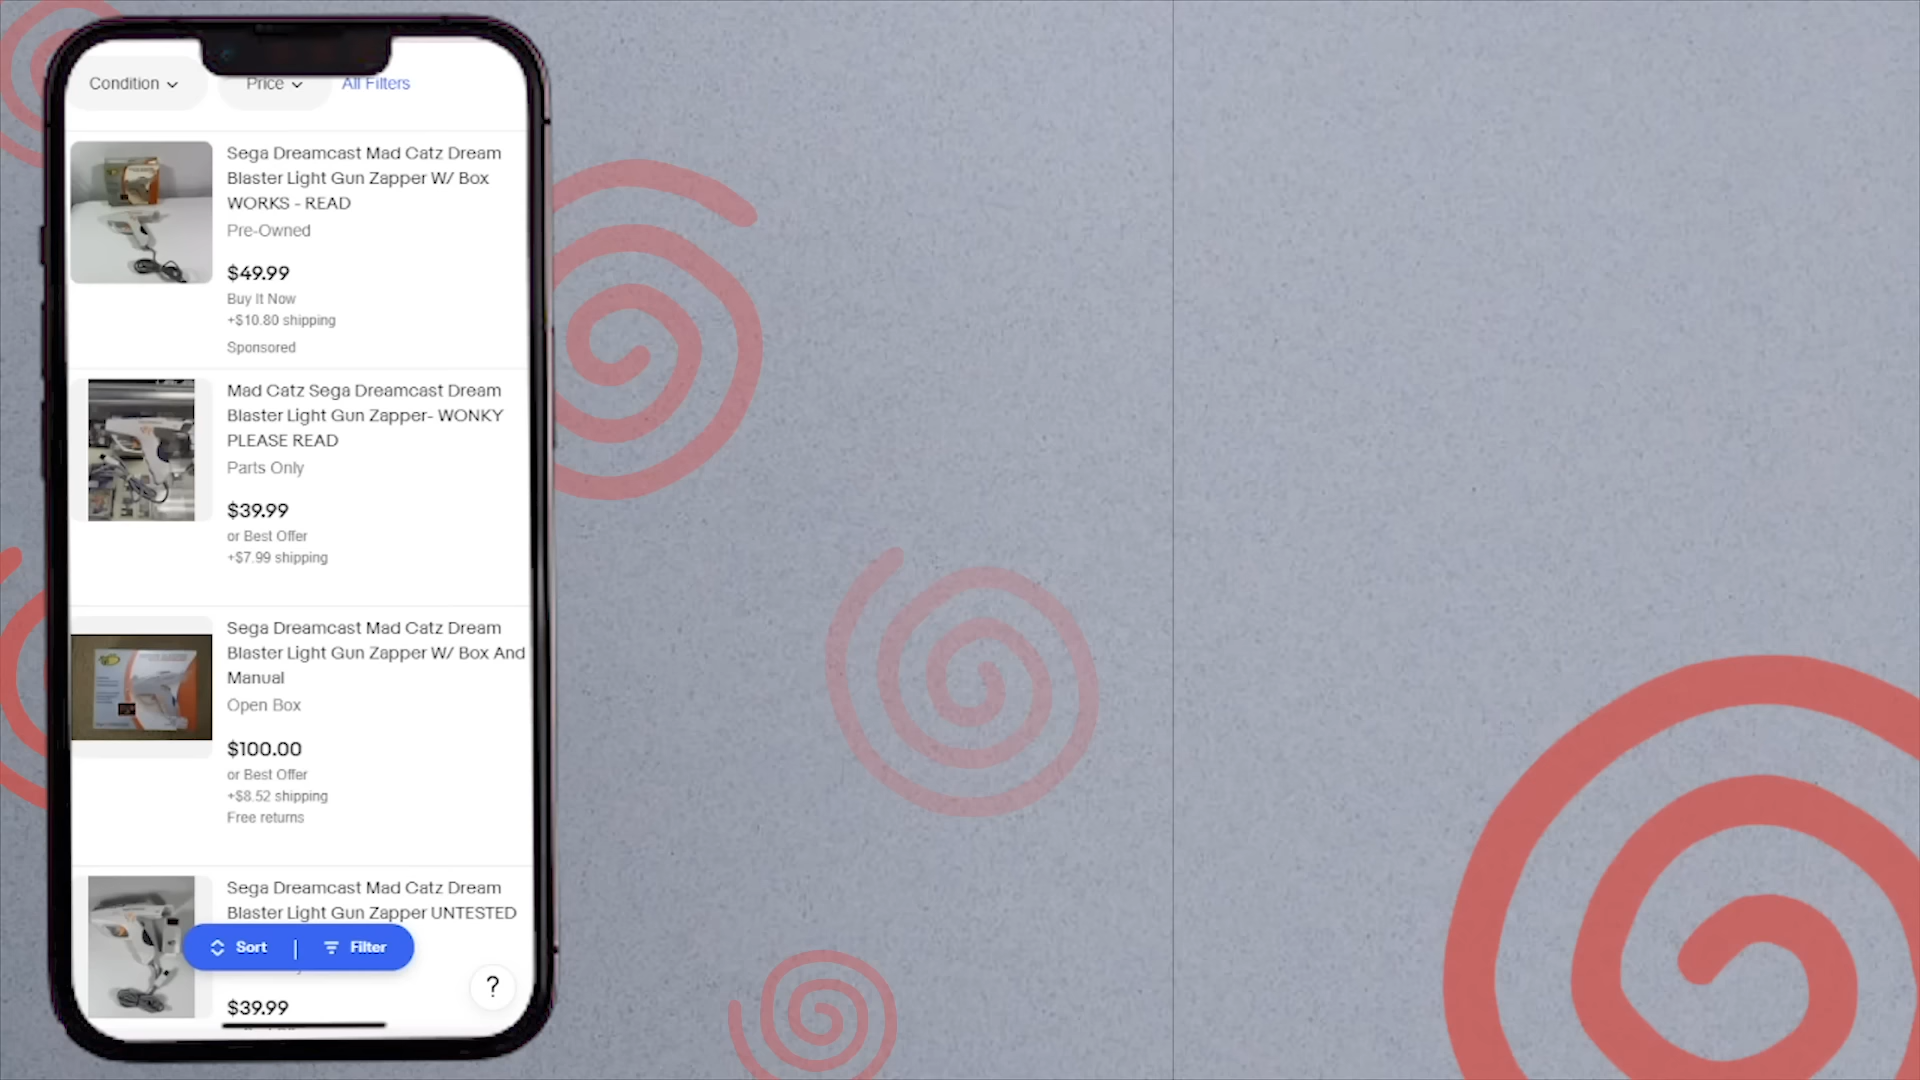 Condition
Price
All Filters
Sega Dreamcast Mad Catz Dream
Blaster Light Gun Zapper W/ Box
WORKS - READ
Pre-Owned
$49.99
Buy It Now
+$10.80 shipping
Sponsored
Mad Catz Sega Dreamcast Dream
Blaster Light Gun Zapper- WONKY
PLEASE READ
Parts Only
$39.99
or Best Offer
+$7.99 shipping
Sega Dreamcast Mad Catz Dream
Blaster Light Gun Zapper W/ Box And
Manual
Open Box
$100.00
or Best Offer
+$8.52 shipping
Free returns
Sega Dreamcast Mad Catz Dream
Blaster Light Gun Zapper UNTESTED
Sort | Filter
?
$39.99